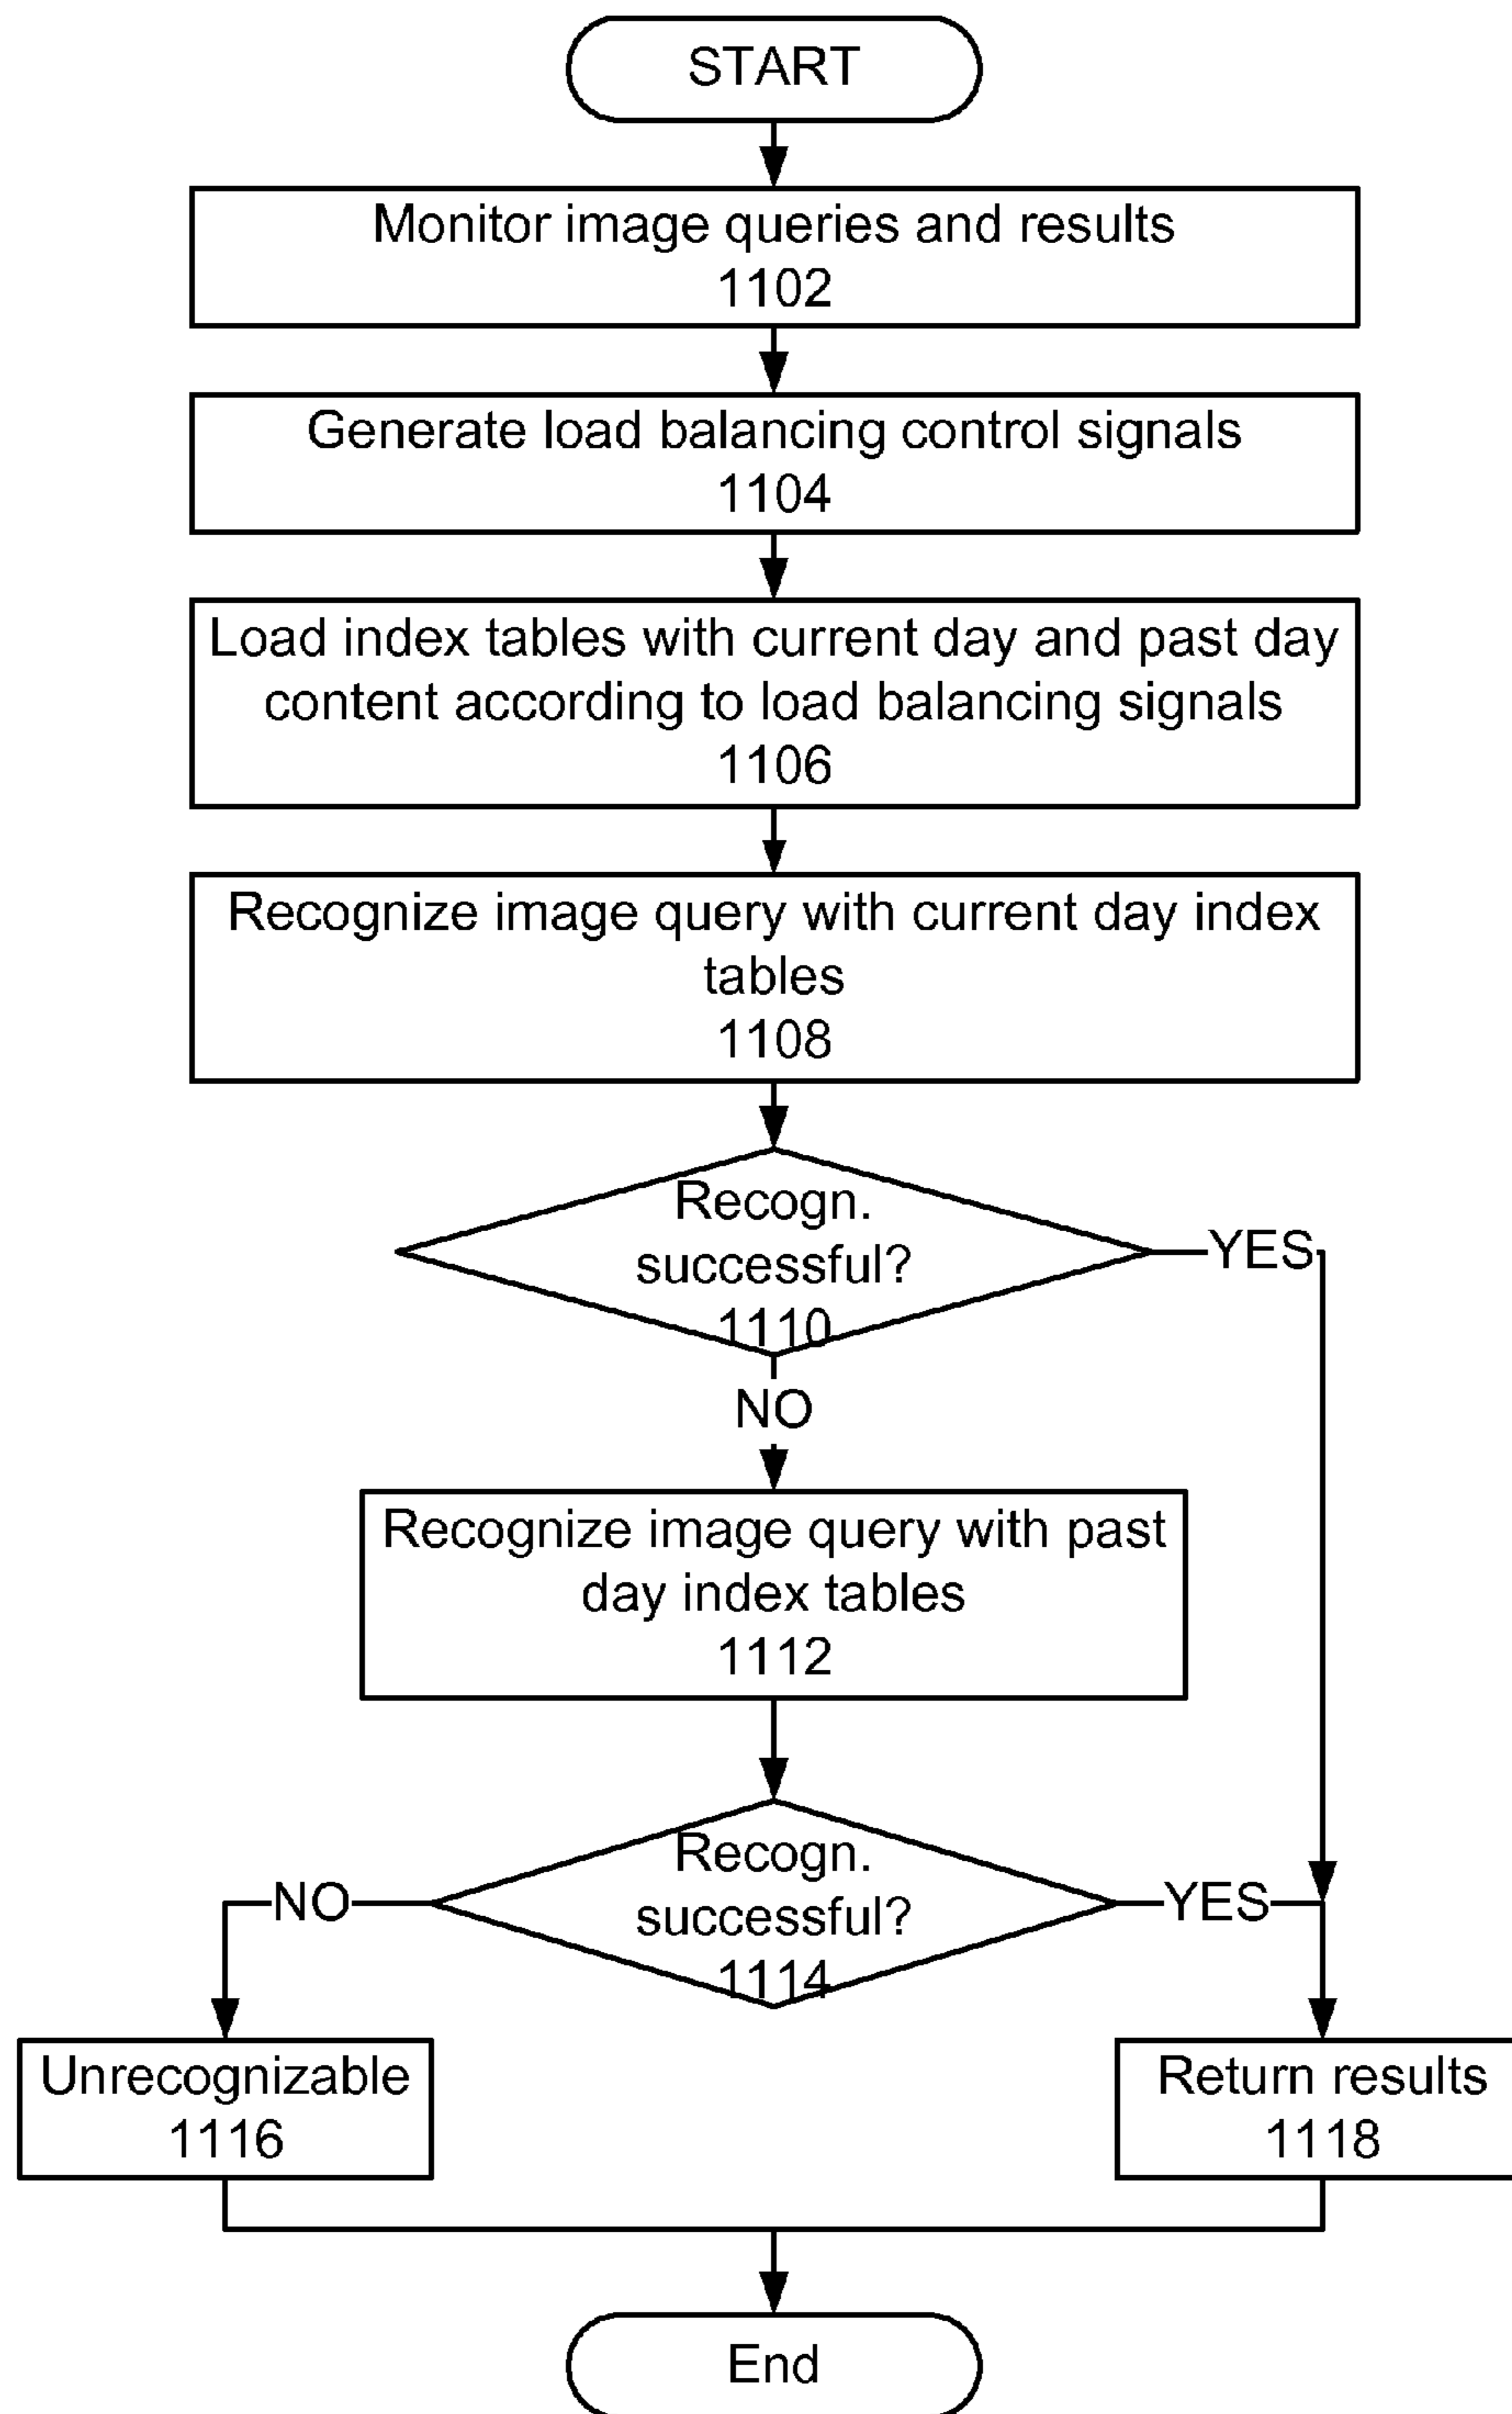 START
Monitor image queries and results
1102
Generate load balancing control signals
1104
Load index tables with current day and past day
content according to load balancing signals
1106
Recognize image query with current day index
tables
1108
Recogn.
successful?
1110
YES
NO
Recognize image query with past
day index tables
1112
Recogn.
successful?
1114
NO
YES
Unrecognizable
1116
Return results
1118
End